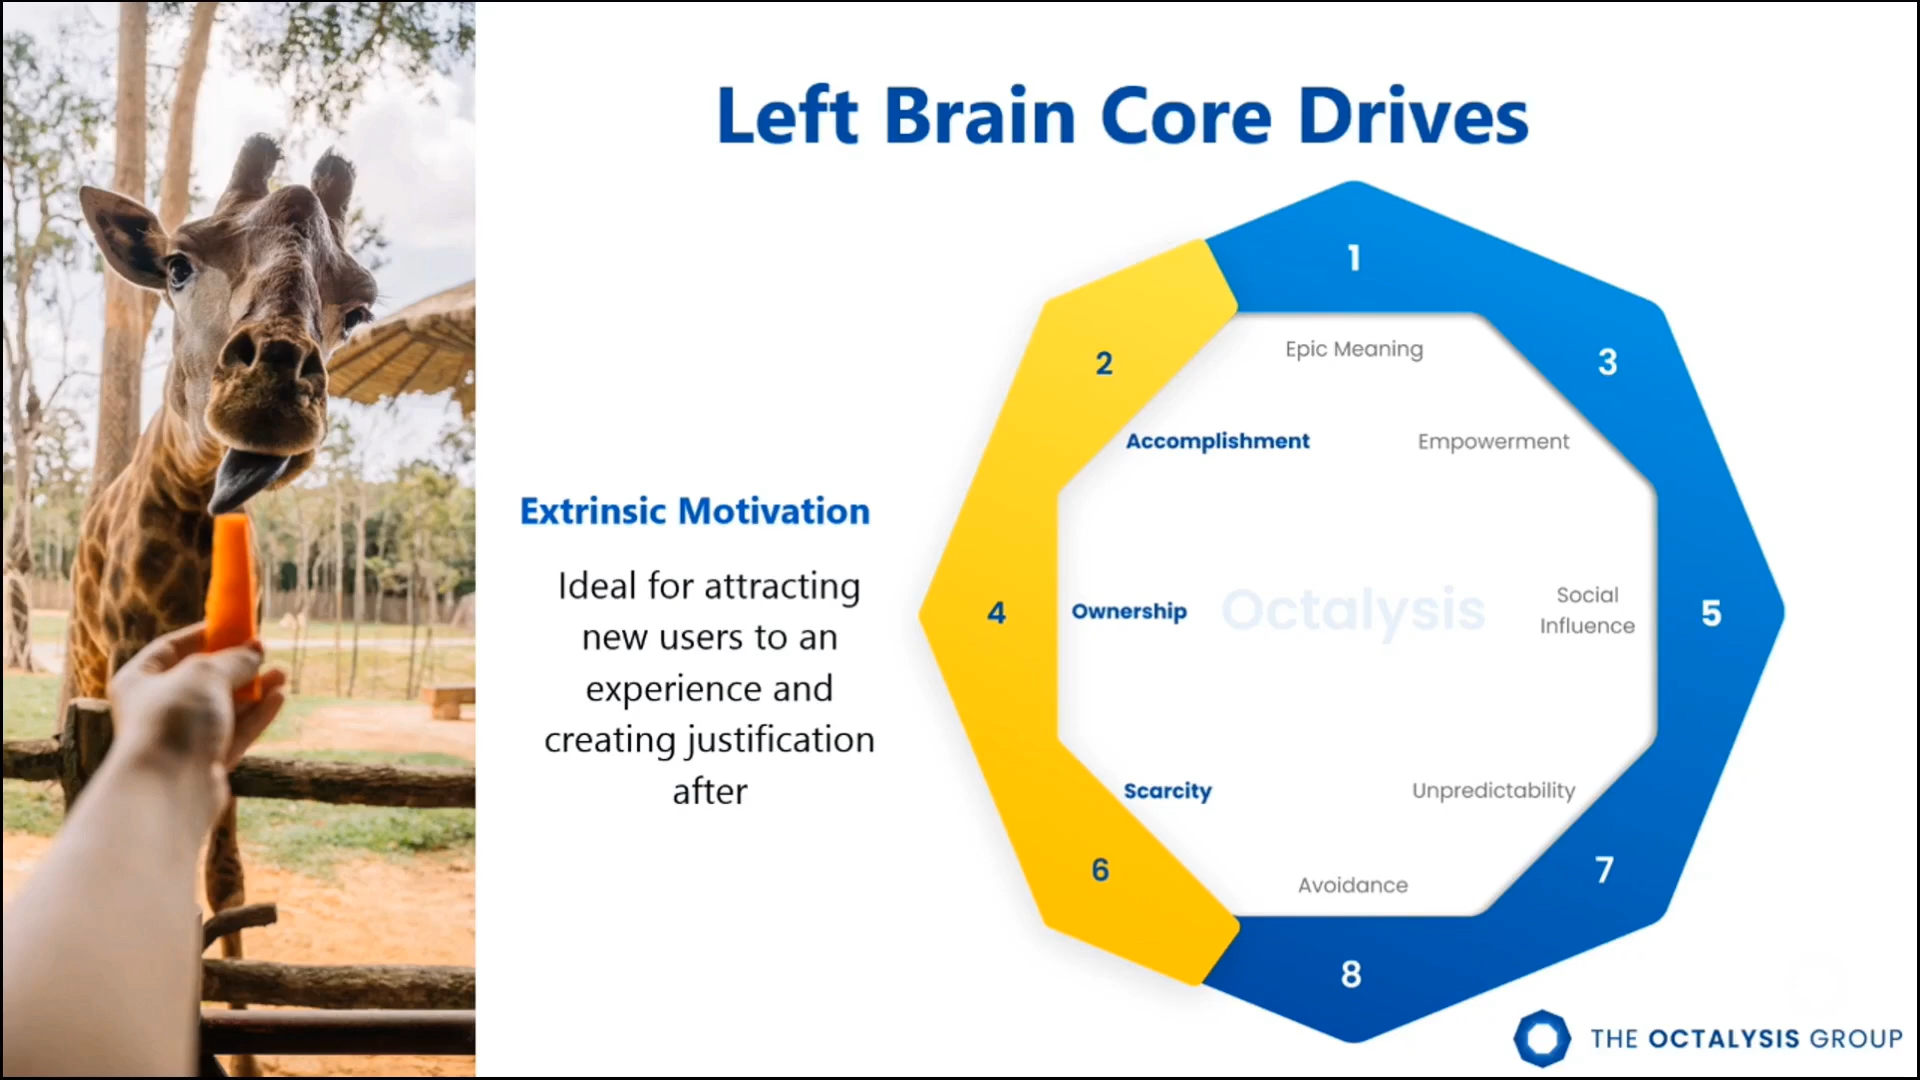 Left Brain Core Drives
Extrinsic Motivation
Ideal for attracting
new users to an
experience and
creating justification
after
1
2
3
4
5
6
7
8
Epic Meaning
Accomplishment
Empowerment
Ownership
Octalysis
Social
Influence
Scarcity
Unpredictability
Avoidance
THE OCTALYSIS GROUP